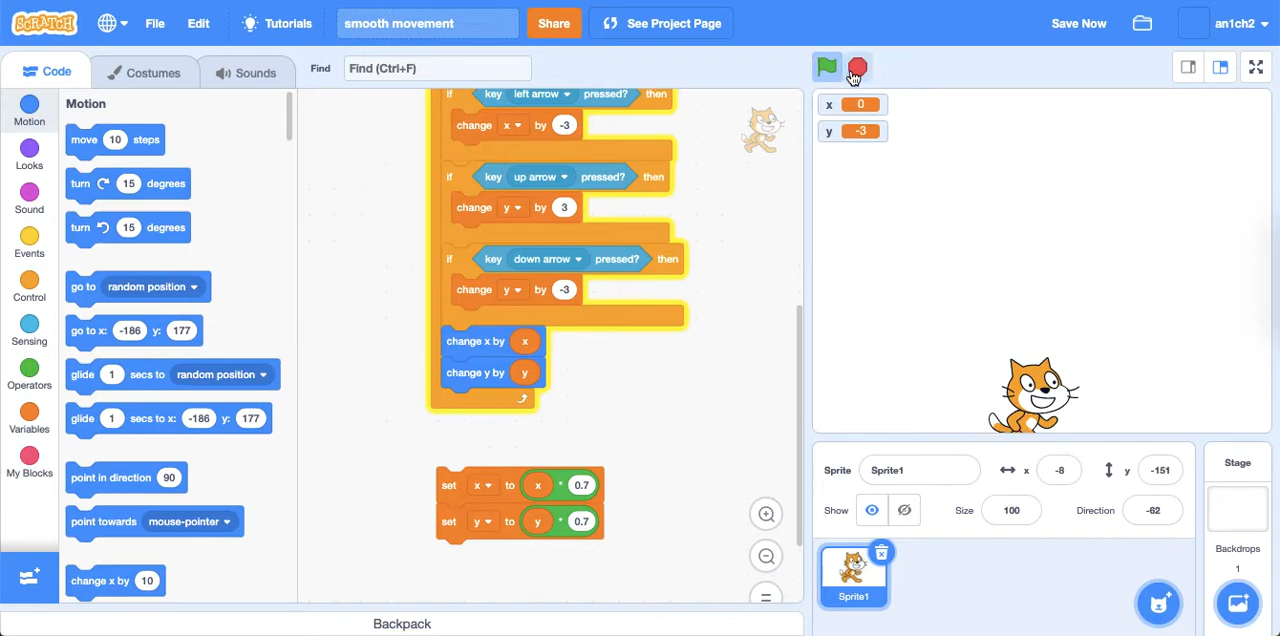 SCRATCH File Edit Tutorials smooth movement Share See Project Page Save Now an1ch2
Code Costumes Sounds Find Find (Ctrl+F)
Motion
Looks
Sound
Events
Control
Sensing
Operators
Variables
My Blocks
Motion
move 10 steps
turn 15 degrees
turn 15 degrees
go to random position
go to x: -186 y: 177
glide 1 secs to random position
glide 1 secs to x: -186 y: 177
point in direction 90
point towards mouse-pointer
change x by 10
if key left arrow pressed? then
change x by -3
if key up arrow pressed? then
change y by 3
if key down arrow pressed? then
change y by -3
change x by x
change y by y
set x to x * 0.7
set y to y * 0.7
Backpack
x 0
y -3
Sprite Sprite1 x -8 y -151
Show Size 100 Direction -62
Sprite1
Stage
Backdrops
1